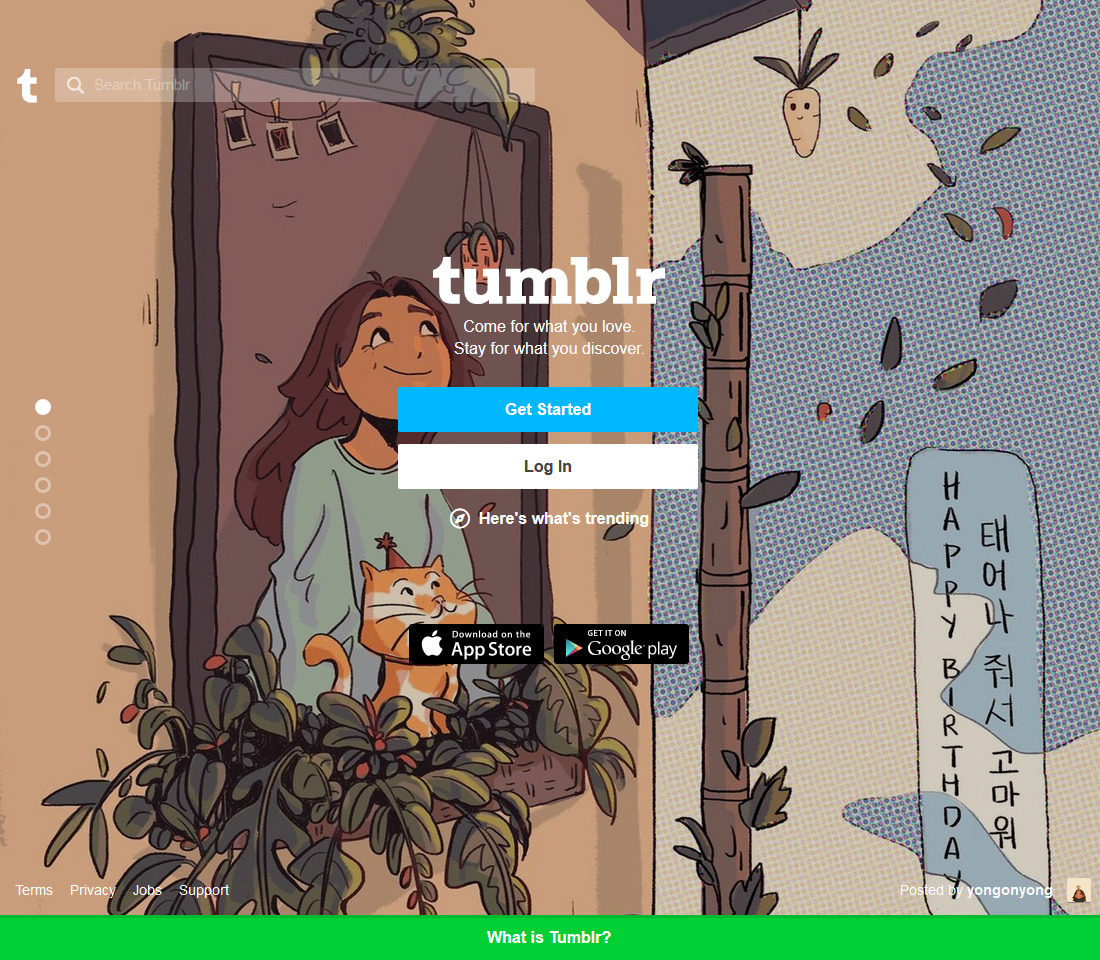 t
Search Tumblr
tumblr
Come for what you love.
Stay for what you discover.
Get Started
Log In
Here's what's trending
Download on the
App Store
GET IT ON
Google play
HAPPY BIRTHDAY
태어나 줘서 고마워
Terms Privacy Jobs Support
Posted by yongonyong
What is Tumblr?